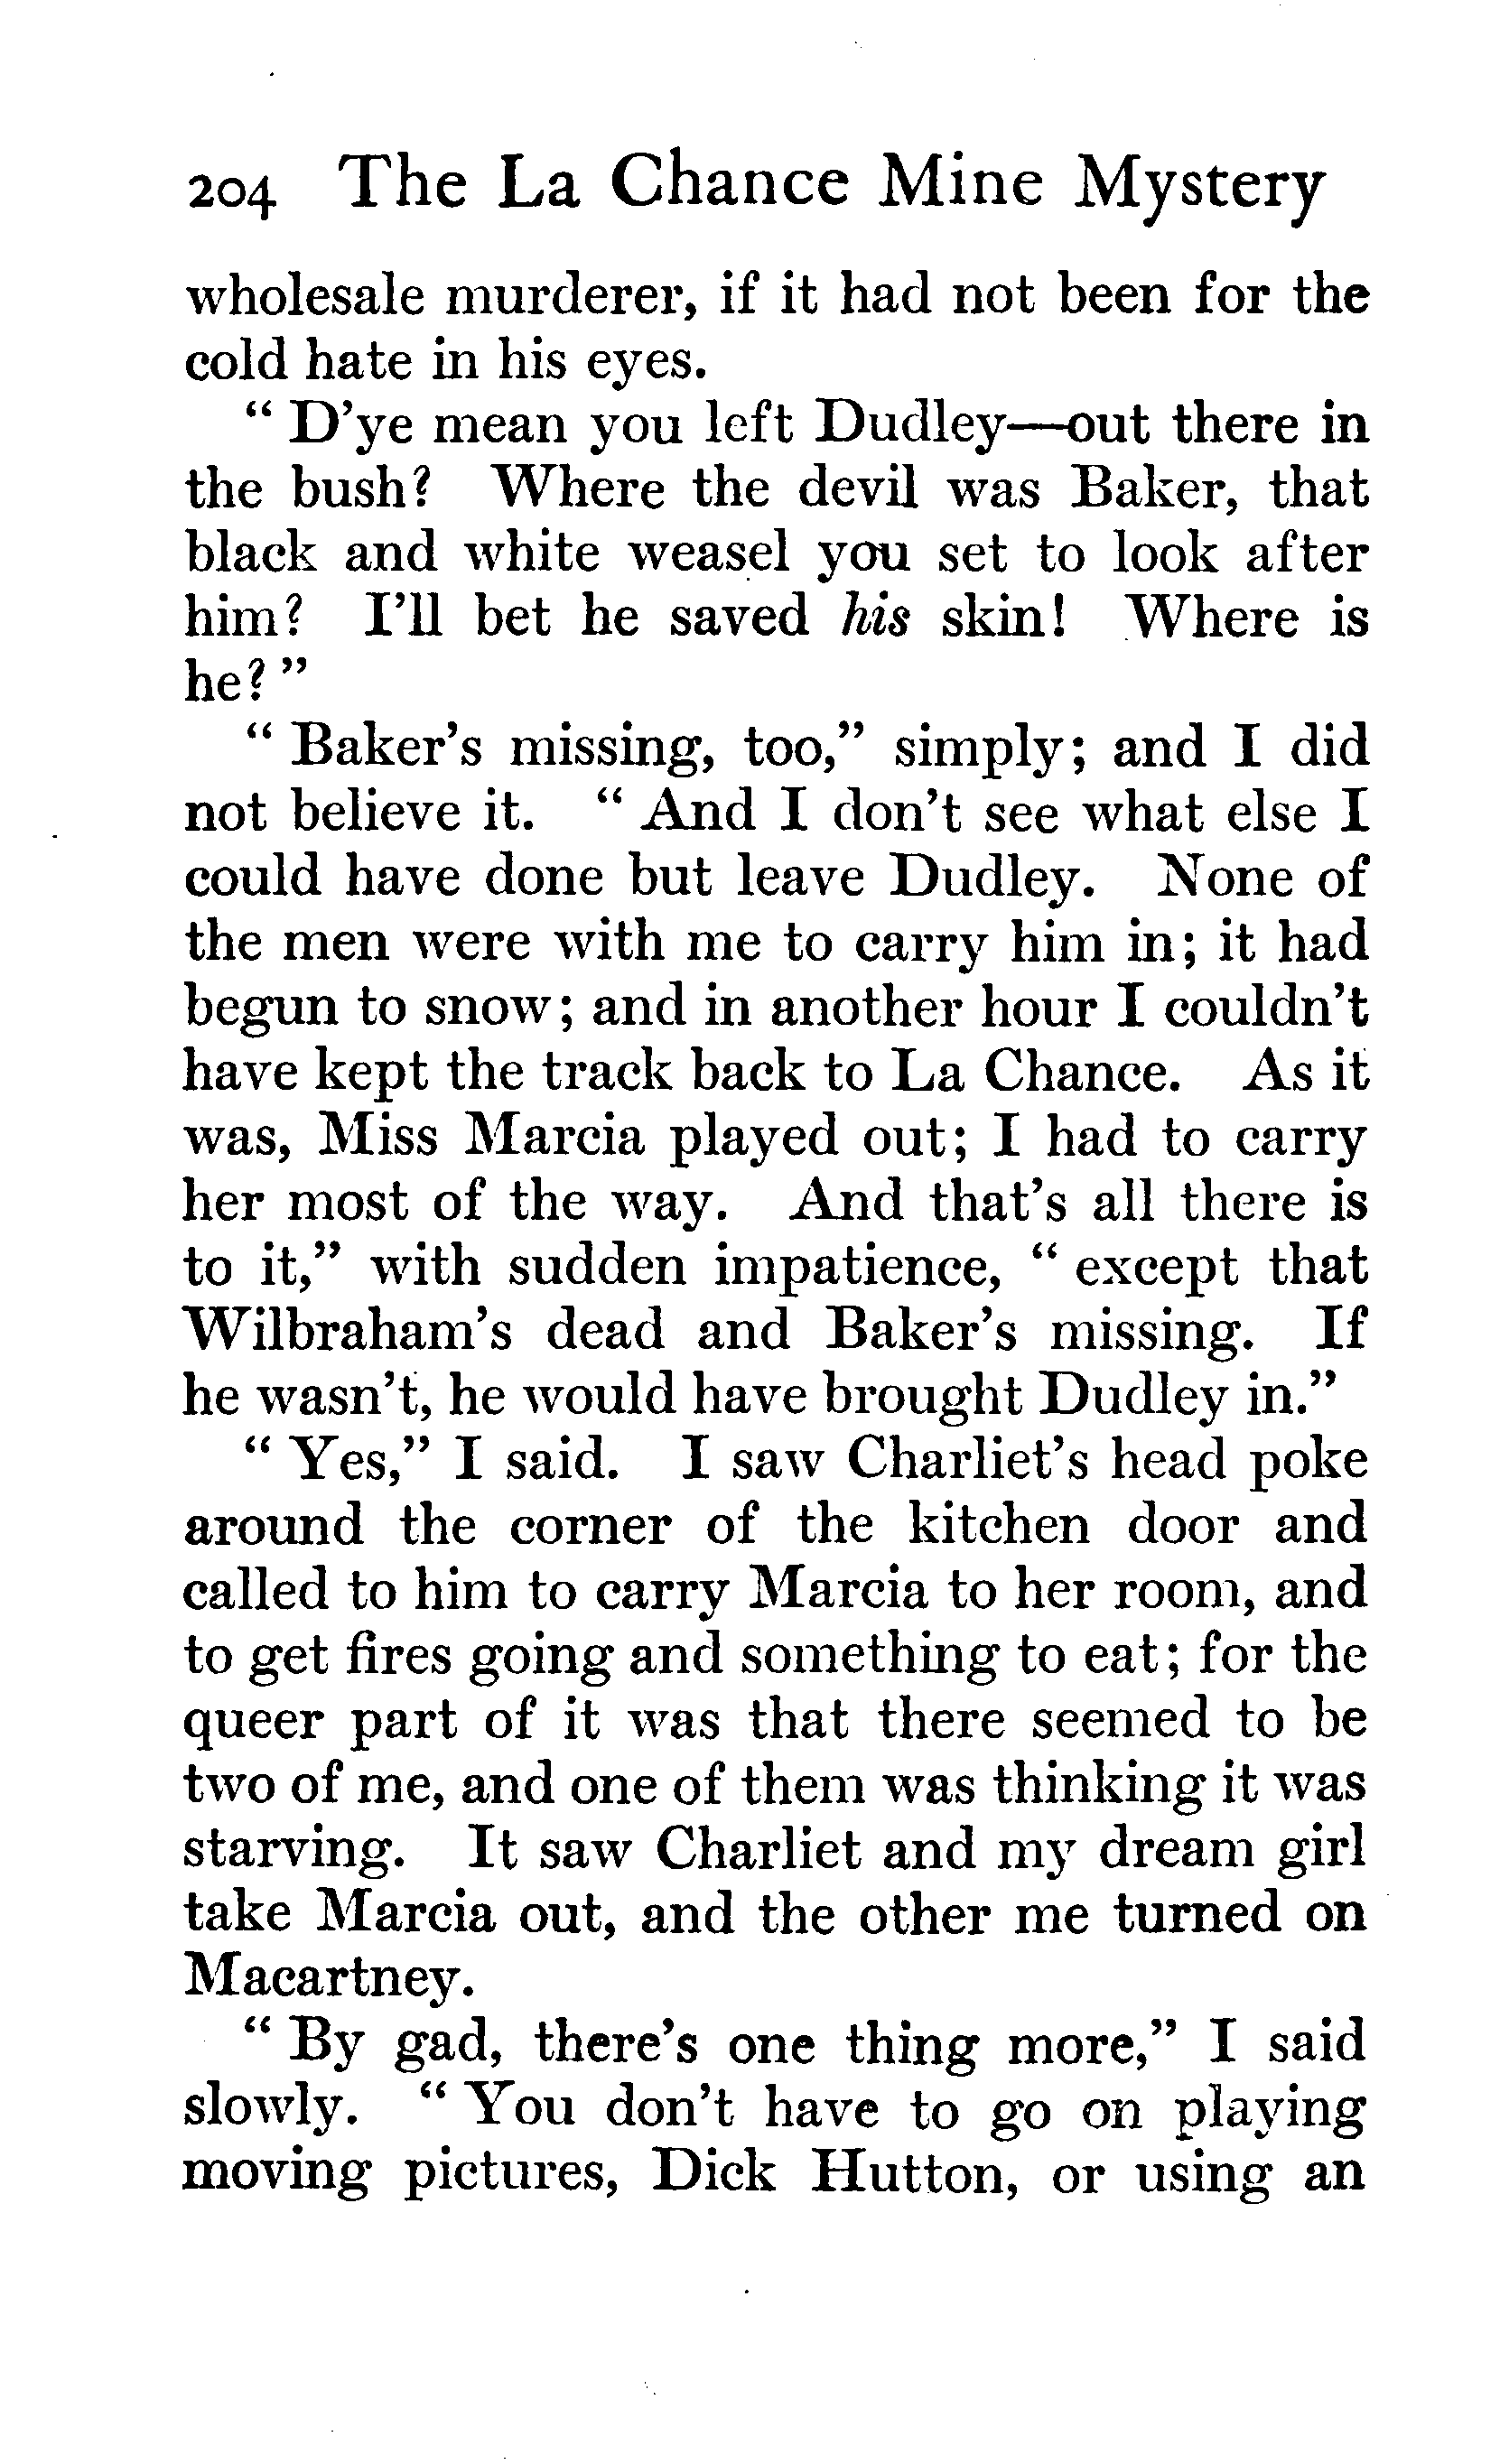 204 The La Chance Mine Mystery
wholesale murderer, if it had not been for the
cold hate in his eyes.
" D'ye mean you left Dudley—out there in
the bush? Where the devil was Baker, that
black and white weasel you set to look after
him? I'll bet he saved his skin! Where is
he? "
" Baker's missing, too," simply; and I did
not believe it. " And I don't see what else I
could have done but leave Dudley. None of
the men were with me to carry him in; it had
begun to snow; and in another hour I couldn't
have kept the track back to La Chance. As it
was, Miss Marcia played out; I had to carry
her most of the way. And that's all there is
to it," with sudden impatience, " except that
Wilbraham's dead and Baker's missing. If
he wasn't, he would have brought Dudley in."
" Yes," I said. I saw Charliet's head poke
around the corner of the kitchen door and
called to him to carry Marcia to her room, and
to get fires going and something to eat; for the
queer part of it was that there seemed to be
two of me, and one of them was thinking it was
starving. It saw Charliet and my dream girl
take Marcia out, and the other me turned on
Macartney.
" By gad, there's one thing more," I said
slowly. " You don't have to go on playing
moving pictures, Dick Hutton, or using an